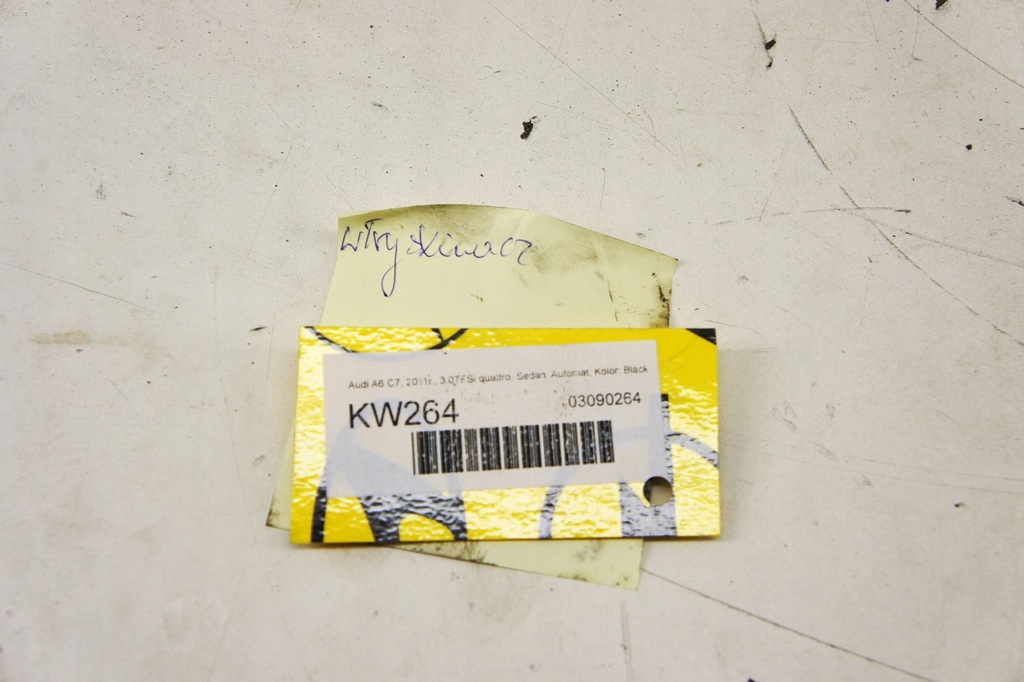 wtryskiwacz
Audi A6 C7, 2011r., 3.0TFSi quattro, Sedan, Automat, Kolor: Black
KW264
03090264